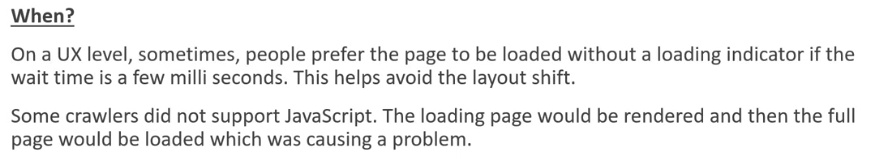 When?
On a UX level, sometimes, people prefer the page to be loaded without a loading indicator if the
wait time is a few milli seconds. This helps avoid the layout shift.
Some crawlers did not support JavaScript. The loading page would be rendered and then the full
page would be loaded which was causing a problem.